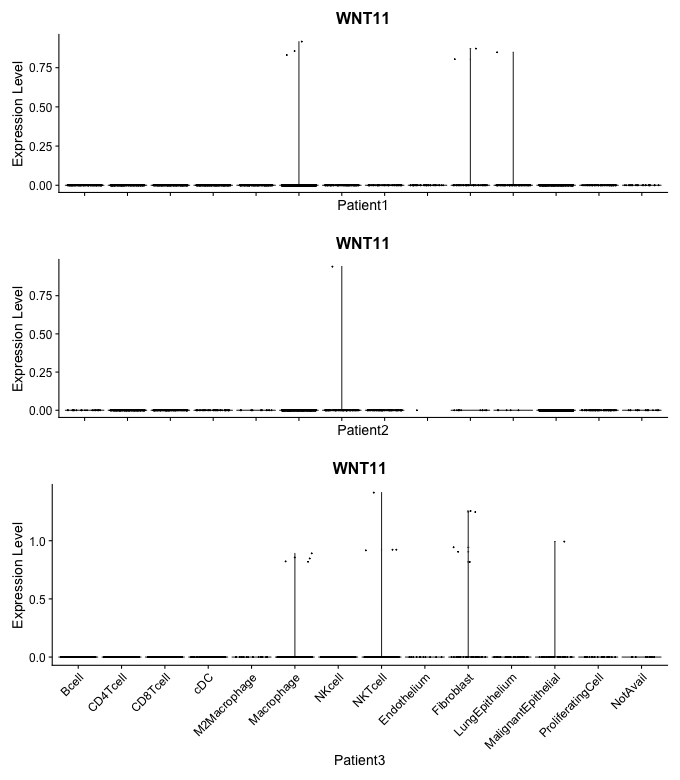 WNT11
Expression Level
0.75
0.50
0.25
0.00
Patient1
WNT11
Expression Level
0.75
0.50
0.25
0.00
Patient2
WNT11
Expression Level
1.0
0.5
0.0
Bcell
CD4Tcell
CD8Tcell
cDC
M2Macrophage
Macrophage
NKcell
NKTcell
Endothelium
Fibroblast
LungEpithelium
MalignantEpithelial
ProliferatingCell
NotAvail
Patient3